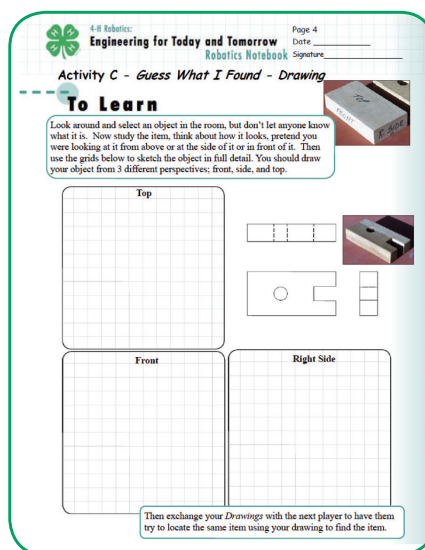 4-H Robotics:
Engineering for Today and Tomorrow
Robotics Notebook
Page 4
Date
Signature
Activity C - Guess What I Found - Drawing
To Learn
TOP
FRONT
R. SIDE
Look around and select an object in the room, but don't let anyone know
what it is. Now study the item, think about how it looks, pretend you
were looking at it from above or at the side of it or in front of it. Then
use the grids below to sketch the object in full detail. You should draw
your object from 3 different perspectives; front, side, and top.
Top
Front
Right Side
Then exchange your Drawings with the next player to have them
try to locate the same item using your drawing to find the item.